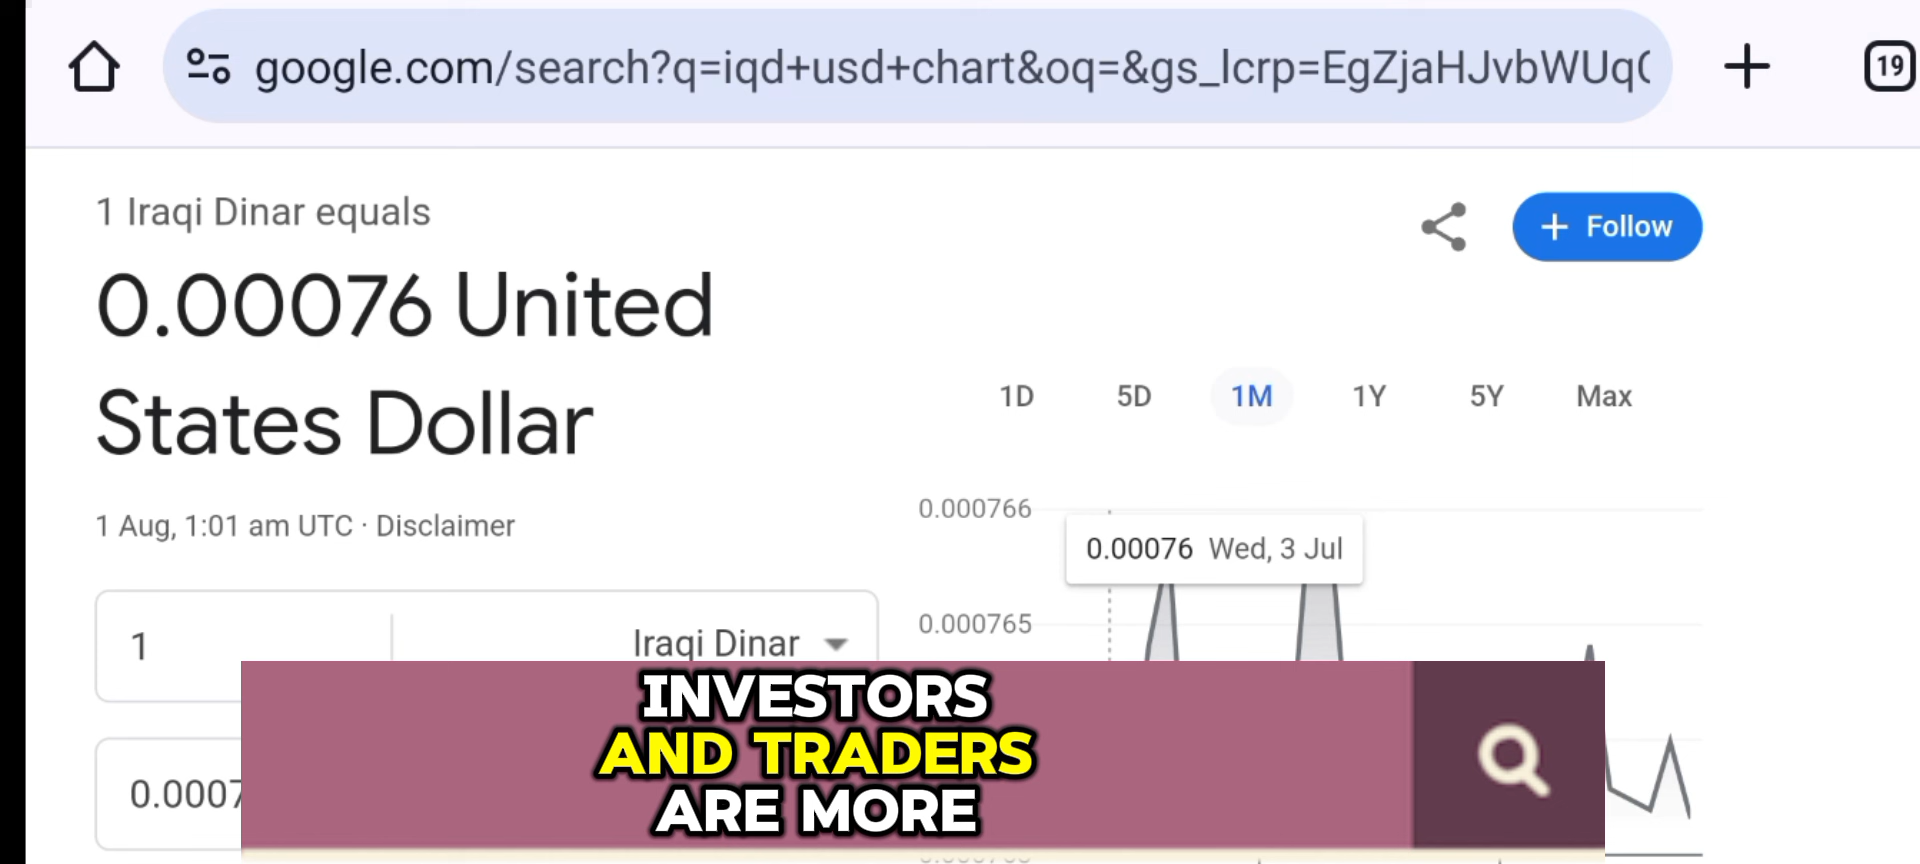 google.com/search?q=iqd+usd+chart&oq=&gs_lcrp=EgZjaHJvbWUq
19
1 Iraqi Dinar equals
Follow
0.00076 United
States Dollar
1D 5D 1M 1Y 5Y Max
1 Aug, 1:01 am UTC · Disclaimer
0.000766
0.00076 Wed, 3 Jul
0.000765
1 Iraqi Dinar
0.0007
INVESTORS
AND TRADERS
ARE MORE